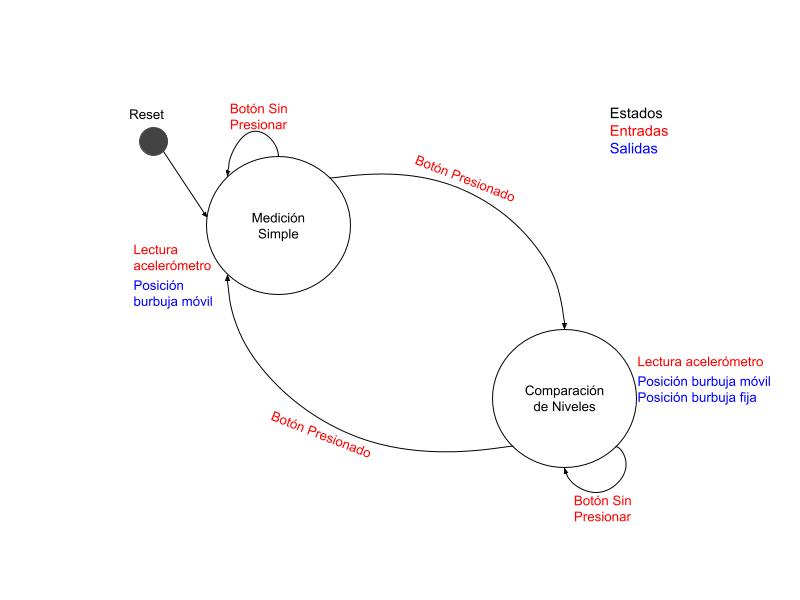 Reset
Botón Sin
Presionar
Estados
Entradas
Salidas
Botón Presionado
Medición
Simple
Lectura
acelerómetro
Posición
burbuja móvil
Lectura acelerómetro
Posición burbuja móvil
Posición burbuja fija
Comparación
de Niveles
Botón Presionado
Botón Sin
Presionar